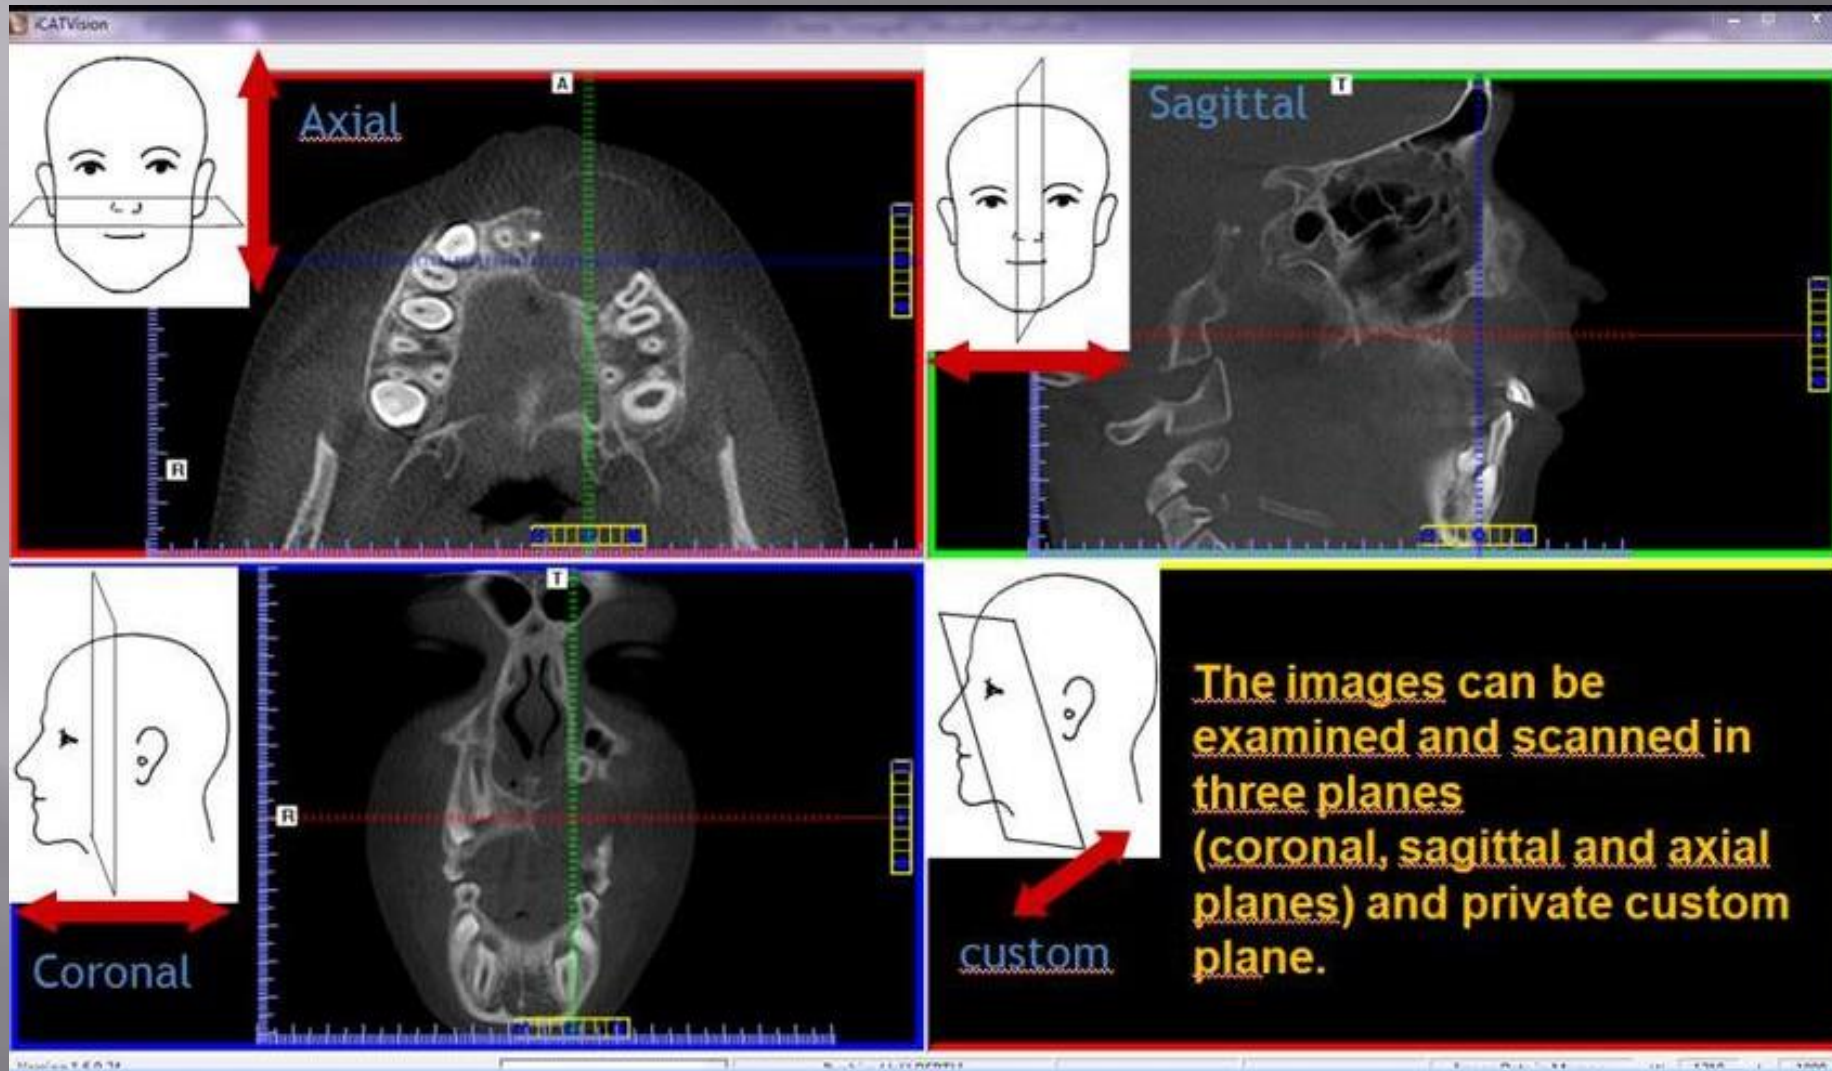 iCATVision
A
Axial
R
T
Sagittal
T
R
Coronal
custom
The images can be
examined and scanned in
three planes
(coronal, sagittal and axial
planes) and private custom
plane.